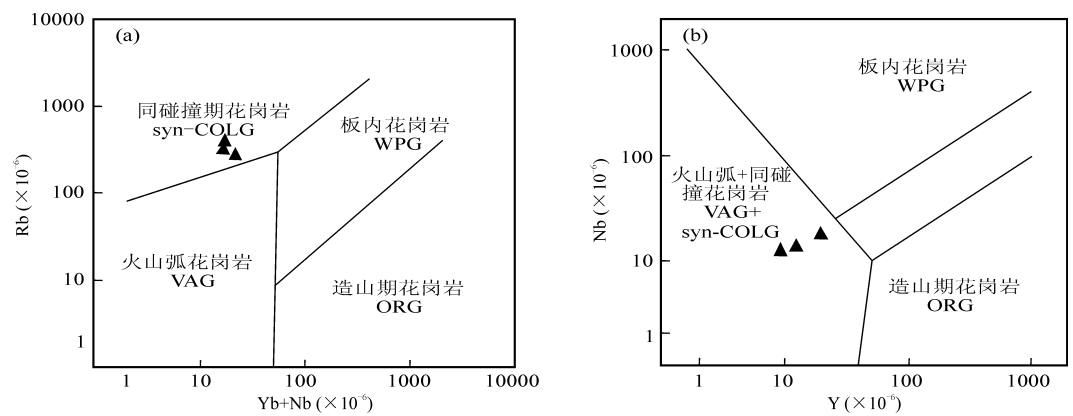 (a)
10000
1000
100
10
1
Rb (×10⁻⁶)
同碰撞期花岗岩
syn−COLG
板内花岗岩
WPG
火山弧花岗岩
VAG
造山期花岗岩
ORG
1
10
100
1000
10000
Yb+Nb (×10⁻⁶)
(b)
1000
100
10
1
Nb (×10⁻⁶)
板内花岗岩
WPG
火山弧+同碰
撞花岗岩
VAG+
syn-COLG
造山期花岗岩
ORG
1
10
100
1000
Y (×10⁻⁶)